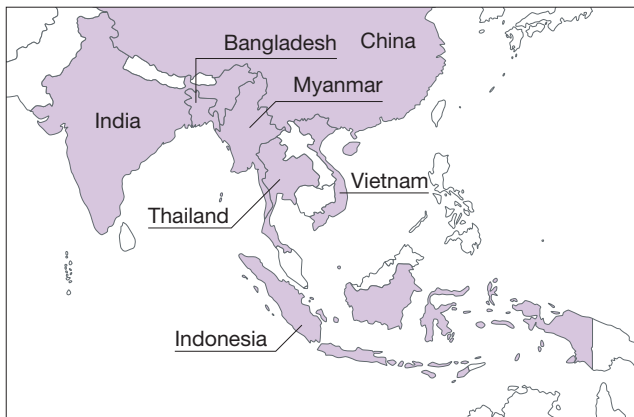 Bangladesh
China
Myanmar
India
Vietnam
Thailand
Indonesia